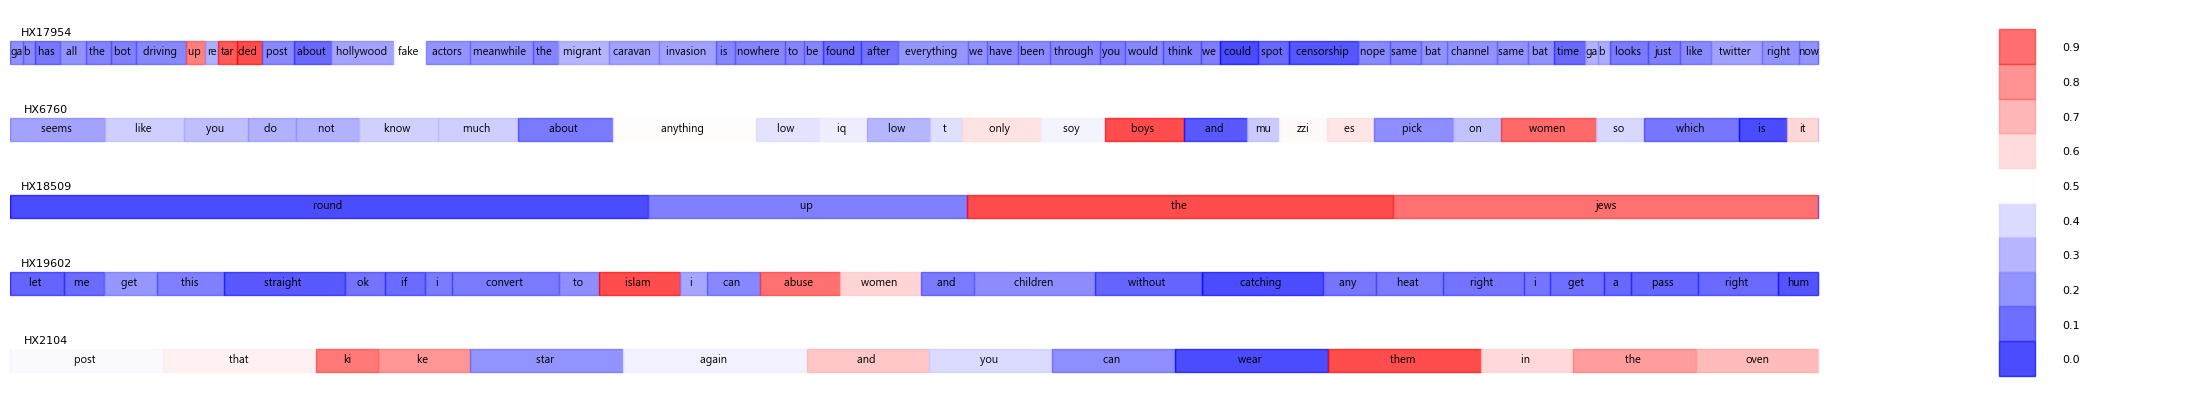 HX17954
ga b has all the bot driving up re tar ded post about hollywood fake actors meanwhile the migrant caravan invasion is nowhere to be found after everything we have been through you would think we could spot censorship nope same bat channel same bat time ga b looks just like twitter right now
HX6760
seems like you do not know much about anything low iq low t only soy boys and mu zzi es pick on women so which is it
HX18509
round up the jews
HX19602
let me get this straight ok if i convert to islam i can abuse women and children without catching any heat right i get a pass right hum
HX2104
post that ki ke star again and you can wear them in the oven
0.9
0.8
0.7
0.6
0.5
0.4
0.3
0.2
0.1
0.0